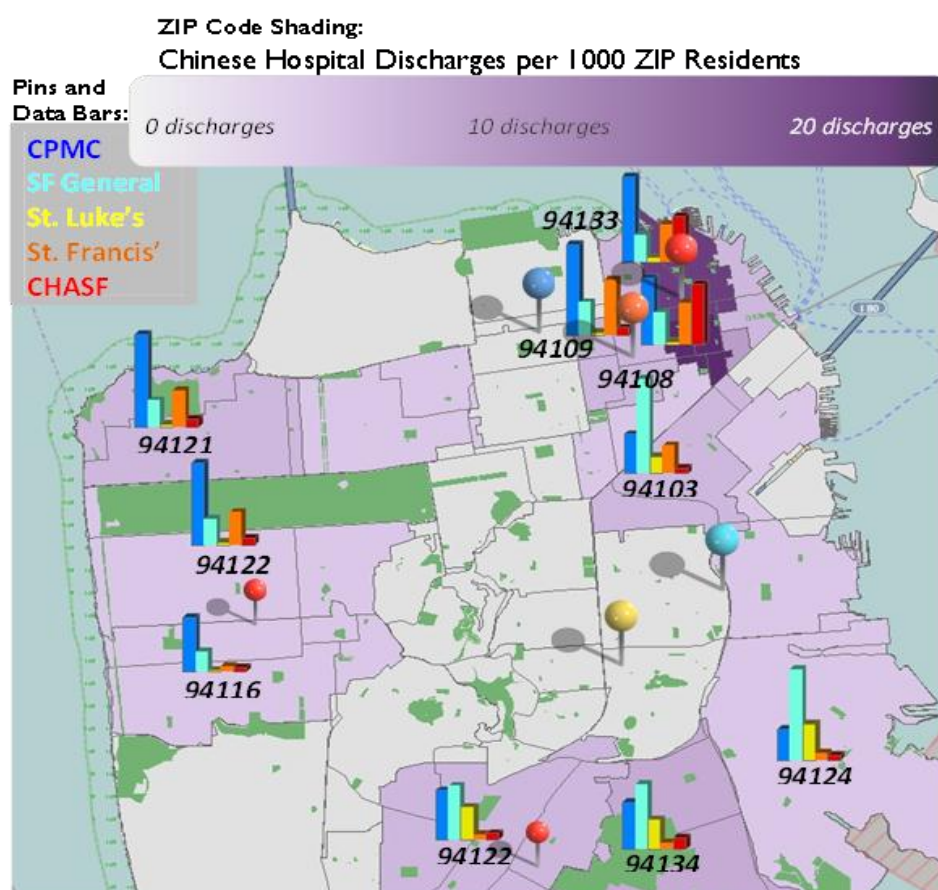 ZIP Code Shading:
Chinese Hospital Discharges per 1000 ZIP Residents
Pins and
Data Bars:
0 discharges
10 discharges
20 discharges
CPMC
SF General
St. Luke's
St. Francis'
CHASF
94133
94109
94108
94121
94103
94122
94116
94124
94122
94134